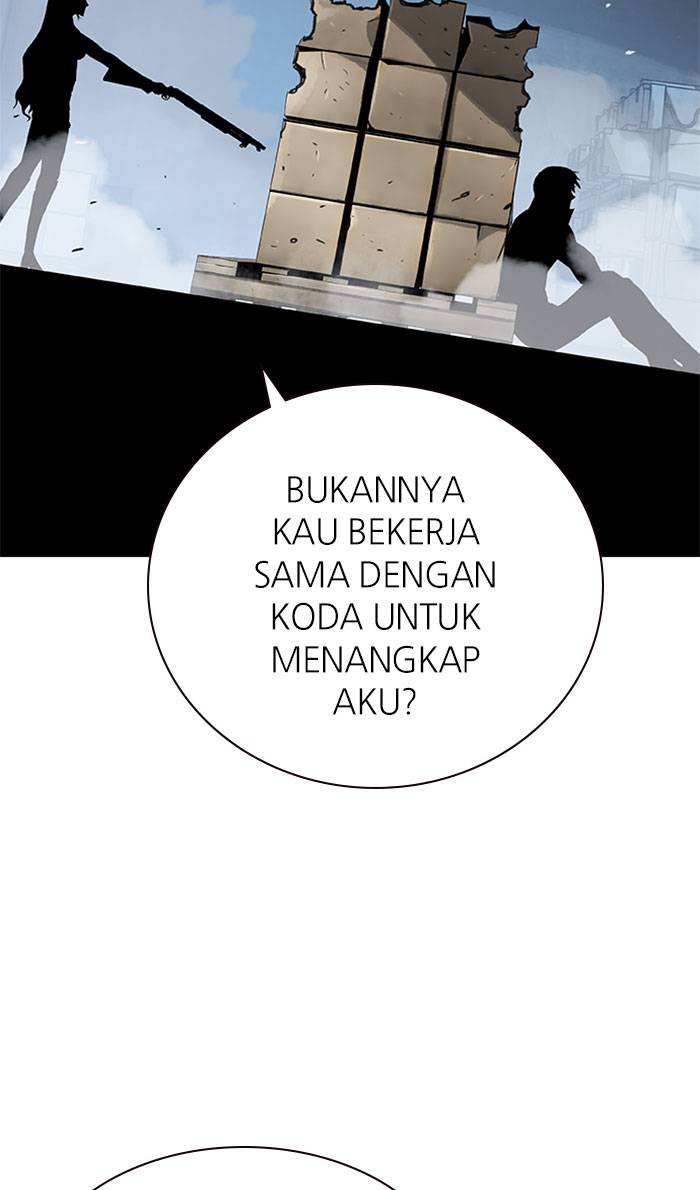 BUKANNYA
KAU BEKERJA
SAMA DENGAN
KODA UNTUK
MENANGKAP
AKU?